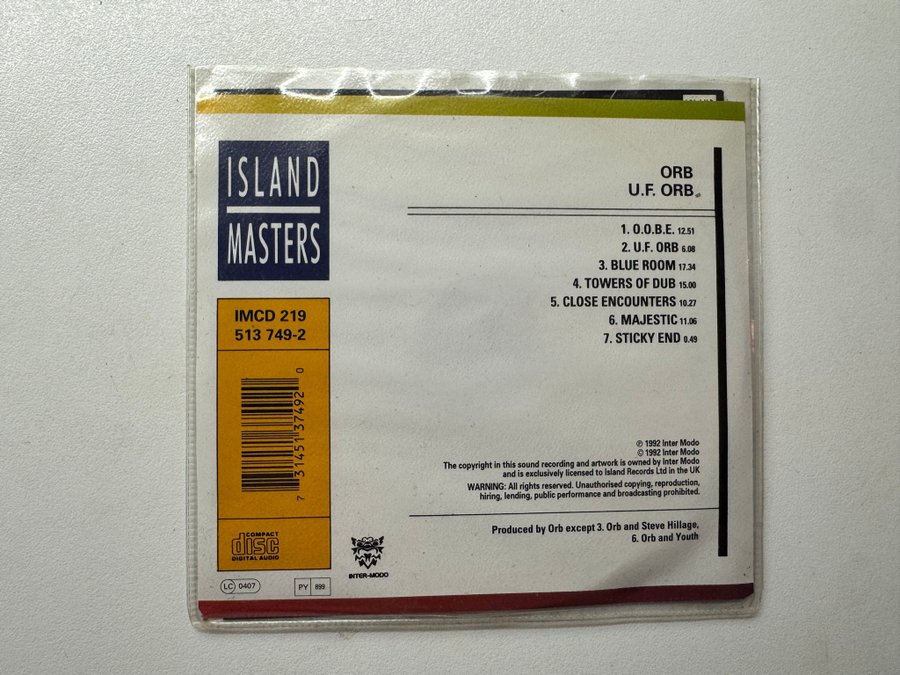 ISLAND
MASTERS
IMCD 219
513 749-2
7 31451 37492 0
COMPACT
disc
DIGITAL AUDIO
LC 0407
PY 899
INTER-MODO
ORB
U.F. ORB
1. O.O.B.E. 12.51
2. U.F. ORB 6.08
3. BLUE ROOM 17.34
4. TOWERS OF DUB 15.00
5. CLOSE ENCOUNTERS 10.27
6. MAJESTIC 11.06
7. STICKY END 0.49
℗ 1992 Inter Modo
© 1992 Inter Modo
The copyright in this sound recording and artwork is owned by Inter Modo
and is exclusively licensed to Island Records Ltd in the UK
WARNING: All rights reserved. Unauthorised copying, reproduction,
hiring, lending, public performance and broadcasting prohibited.
Produced by Orb except 3. Orb and Steve Hillage,
6. Orb and Youth